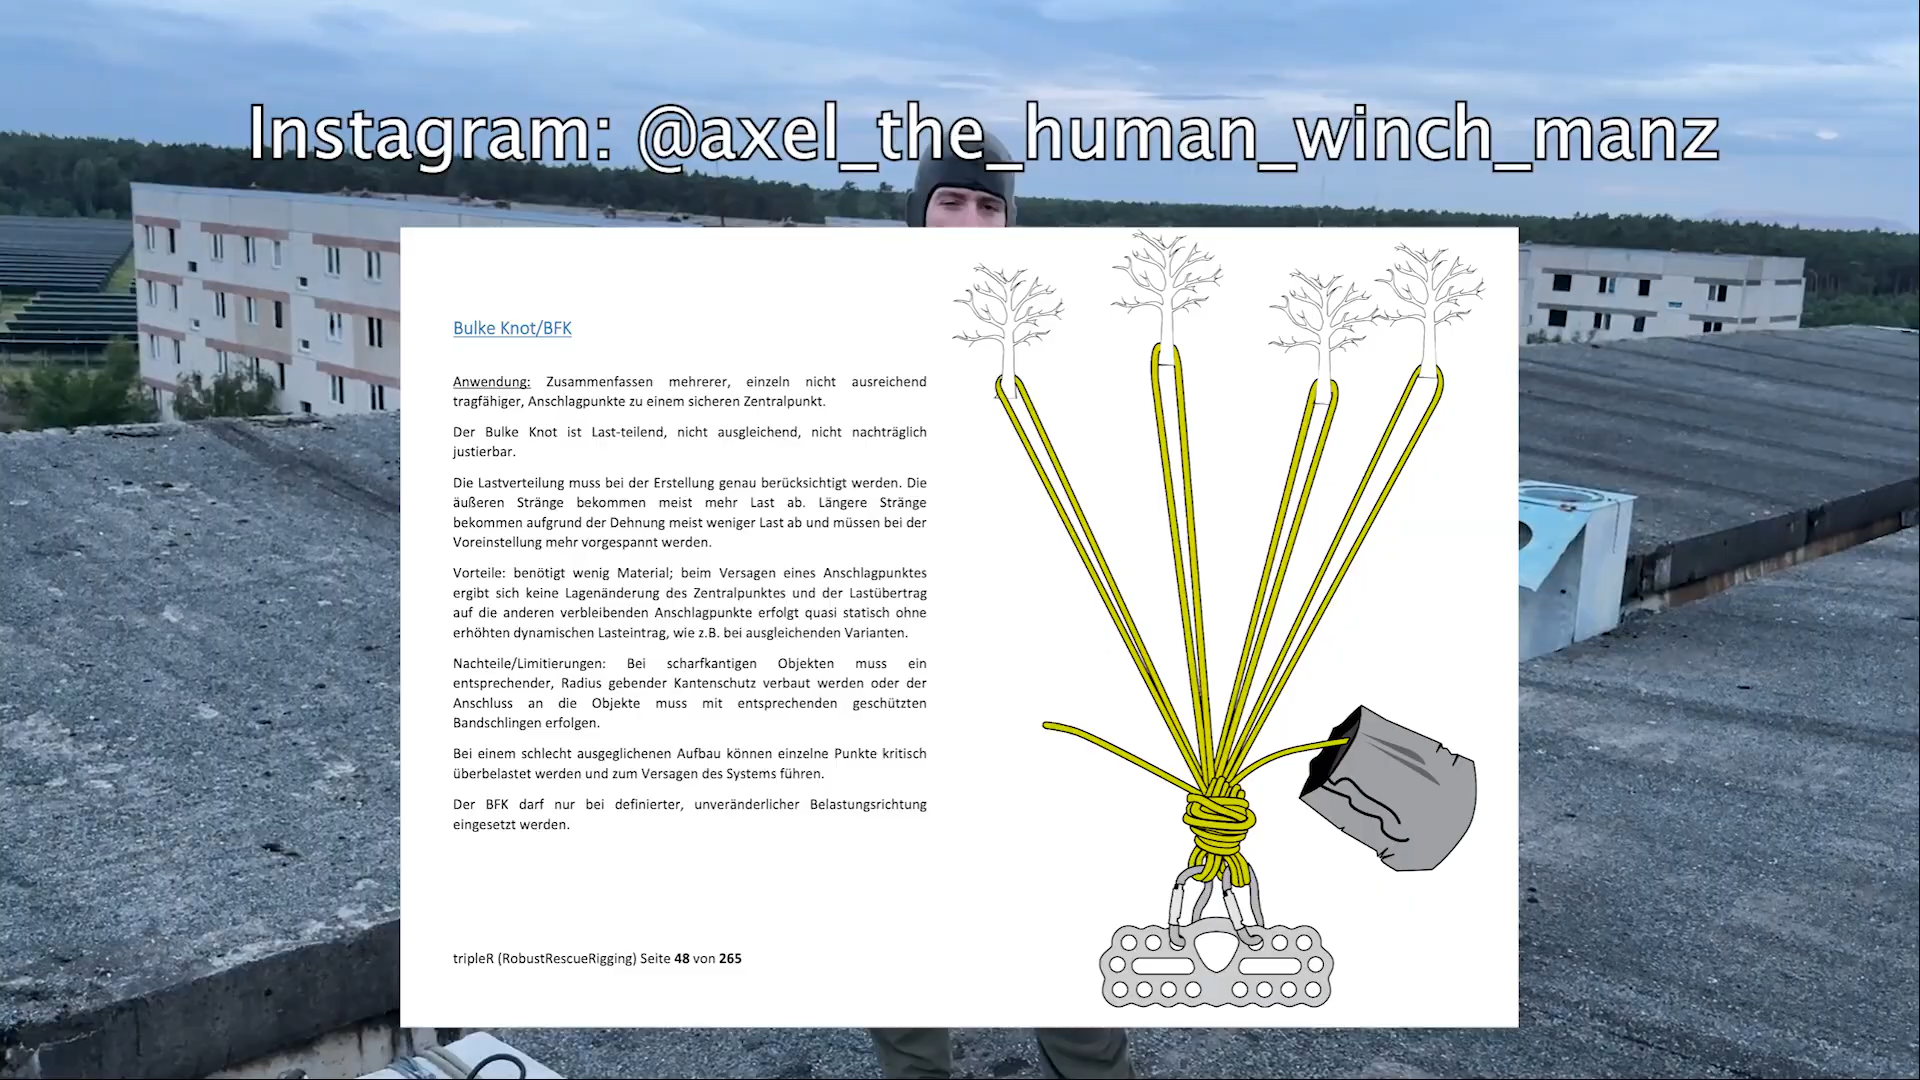 Instagram: @axel_the_human_winch_manz
Bulke Knot/BFK
Anwendung: Zusammenfassen mehrerer, einzeln nicht ausreichend
tragfähiger, Anschlagpunkte zu einem sicheren Zentralpunkt.
Der Bulke Knot ist Last-teilend, nicht ausgleichend, nicht nachträglich
justierbar.
Die Lastverteilung muss bei der Erstellung genau berücksichtigt werden. Die
äußeren Stränge bekommen meist mehr Last ab. Längere Stränge
bekommen aufgrund der Dehnung meist weniger Last ab und müssen bei der
Voreinstellung mehr vorgespannt werden.
Vorteile: benötigt wenig Material; beim Versagen eines Anschlagpunktes
ergibt sich keine Lagenänderung des Zentralpunktes und der Lastübertrag
auf die anderen verbleibenden Anschlagpunkte erfolgt quasi statisch ohne
erhöhten dynamischen Lasteintrag, wie z.B. bei ausgleichenden Varianten.
Nachteile/Limitierungen: Bei scharfkantigen Objekten muss ein
entsprechender, Radius gebender Kantenschutz verbaut werden oder der
Anschluss an die Objekte muss mit entsprechenden geschützten
Bandschlingen erfolgen.
Bei einem schlecht ausgeglichenen Aufbau können einzelne Punkte kritisch
überbelastet werden und zum Versagen des Systems führen.
Der BFK darf nur bei definierter, unveränderlicher Belastungsrichtung
eingesetzt werden.
tripleR (RobustRescueRigging) Seite 48 von 265